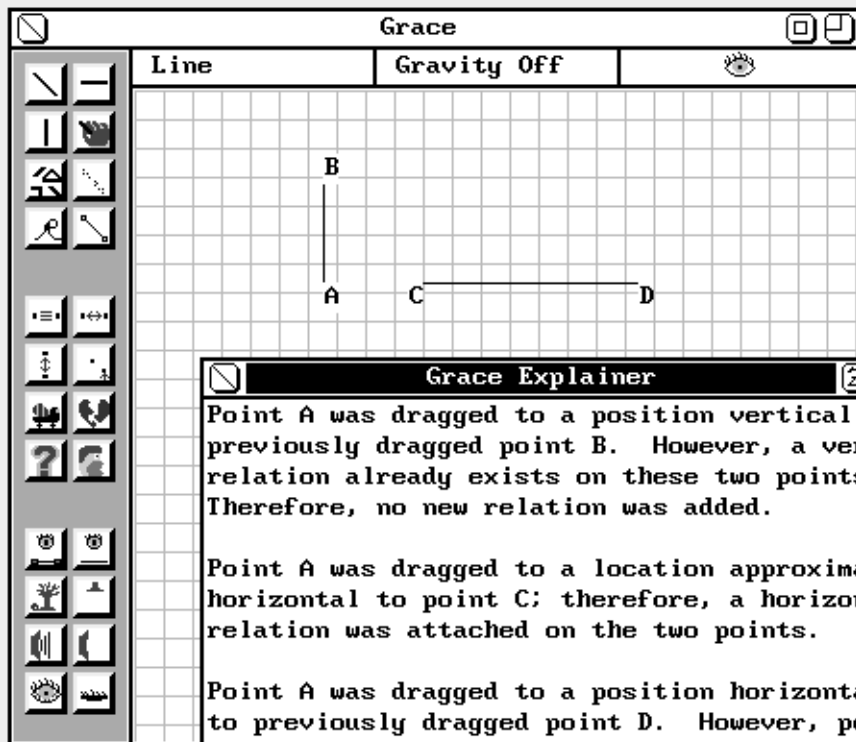 Grace
Line Gravity Off
B
A C D
Grace Explainer
Point A was dragged to a position vertical
previously dragged point B. However, a ver
relation already exists on these two points
Therefore, no new relation was added.
Point A was dragged to a location approxima
horizontal to point C; therefore, a horizon
relation was attached on the two points.
Point A was dragged to a position horizonta
to previously dragged point D. However, po